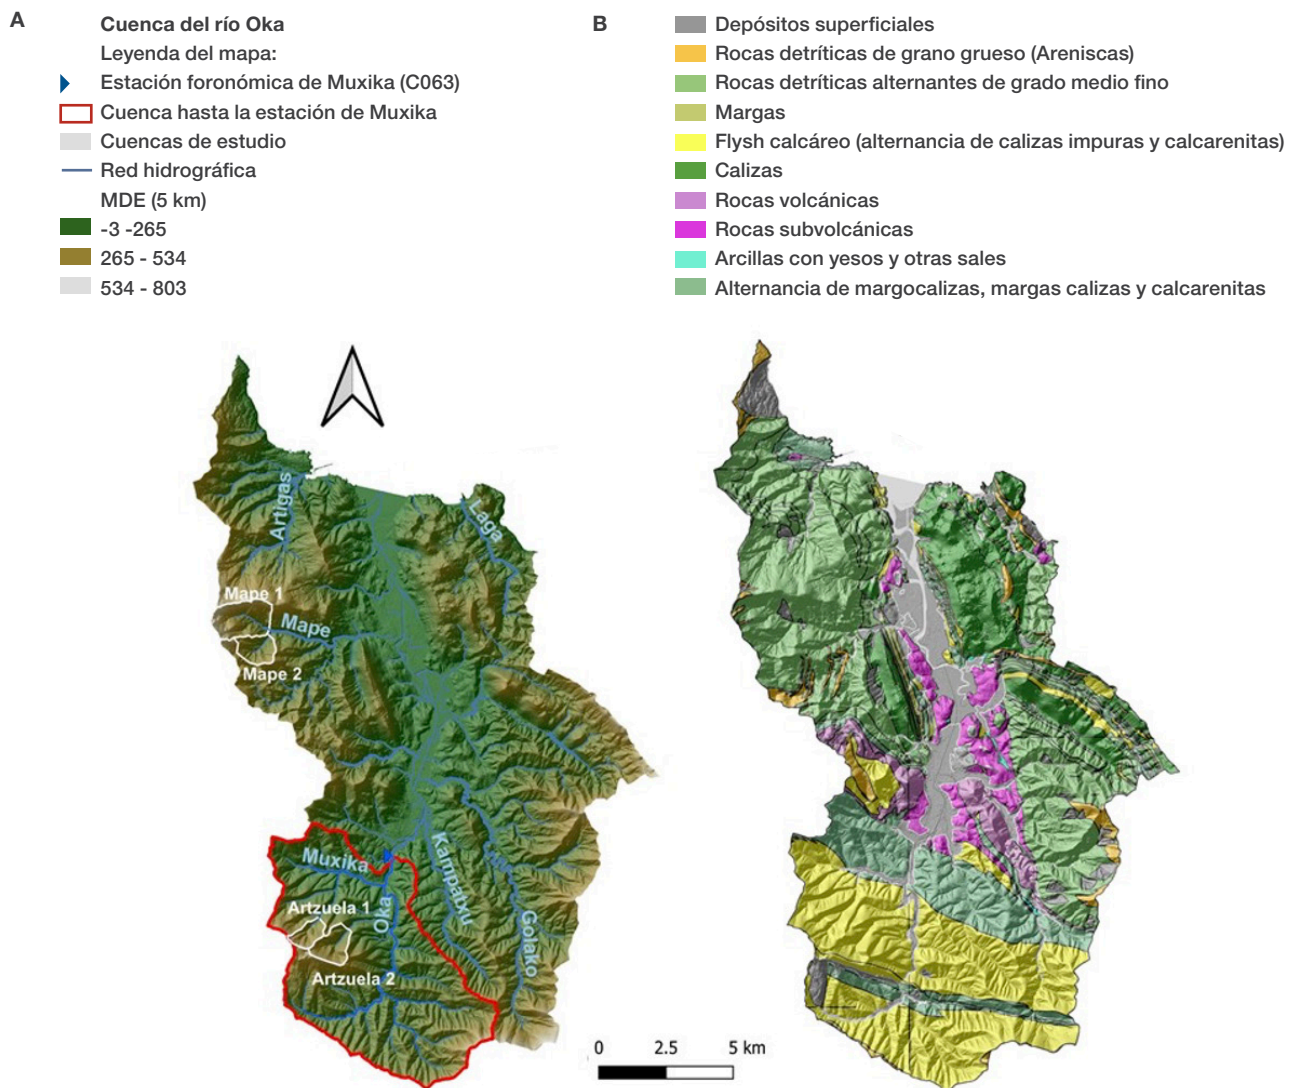 A
Cuenca del río Oka
Leyenda del mapa:
Estación foronómica de Muxika (C063)
Cuenca hasta la estación de Muxika
Cuencas de estudio
Red hidrográfica
MDE (5 km)
-3 -265
265 - 534
534 - 803
B
Depósitos superficiales
Rocas detríticas de grano grueso (Areniscas)
Rocas detríticas alternantes de grado medio fino
Margas
Flysh calcáreo (alternancia de calizas impuras y calcarenitas)
Calizas
Rocas volcánicas
Rocas subvolcánicas
Arcillas con yesos y otras sales
Alternancia de margocalizas, margas calizas y calcarenitas
Artigas
Laga
Mape 1
Mape
Mape 2
Muxika
Kampatxu
Artzuela 1
Oka
Golako
Artzuela 2
0 2.5 5 km